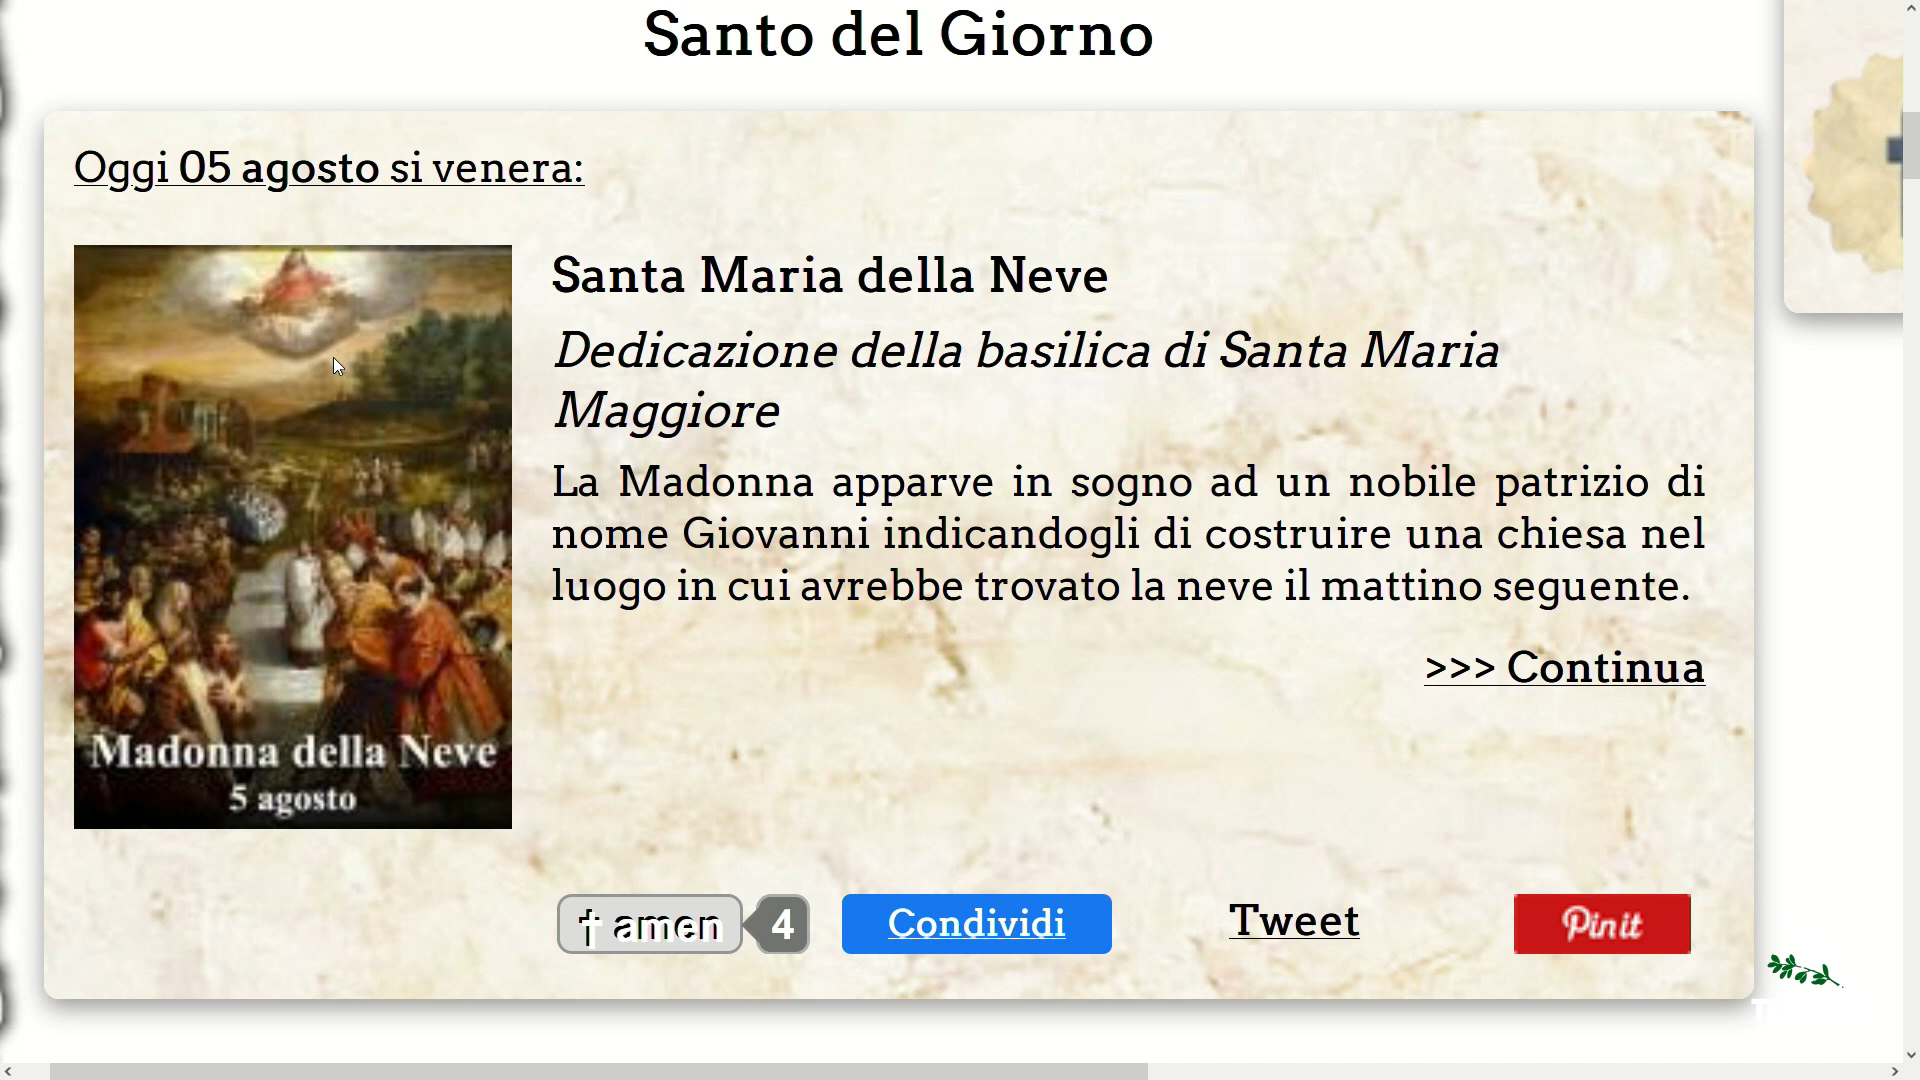 Santo del Giorno
Oggi 05 agosto si venera:
Santa Maria della Neve
Dedicazione della basilica di Santa Maria
Maggiore
La Madonna apparve in sogno ad un nobile patrizio di
nome Giovanni indicandogli di costruire una chiesa nel
luogo in cui avrebbe trovato la neve il mattino seguente.
>>> Continua
Madonna della Neve
5 agosto
† amen 4 Condividi Tweet Pin it